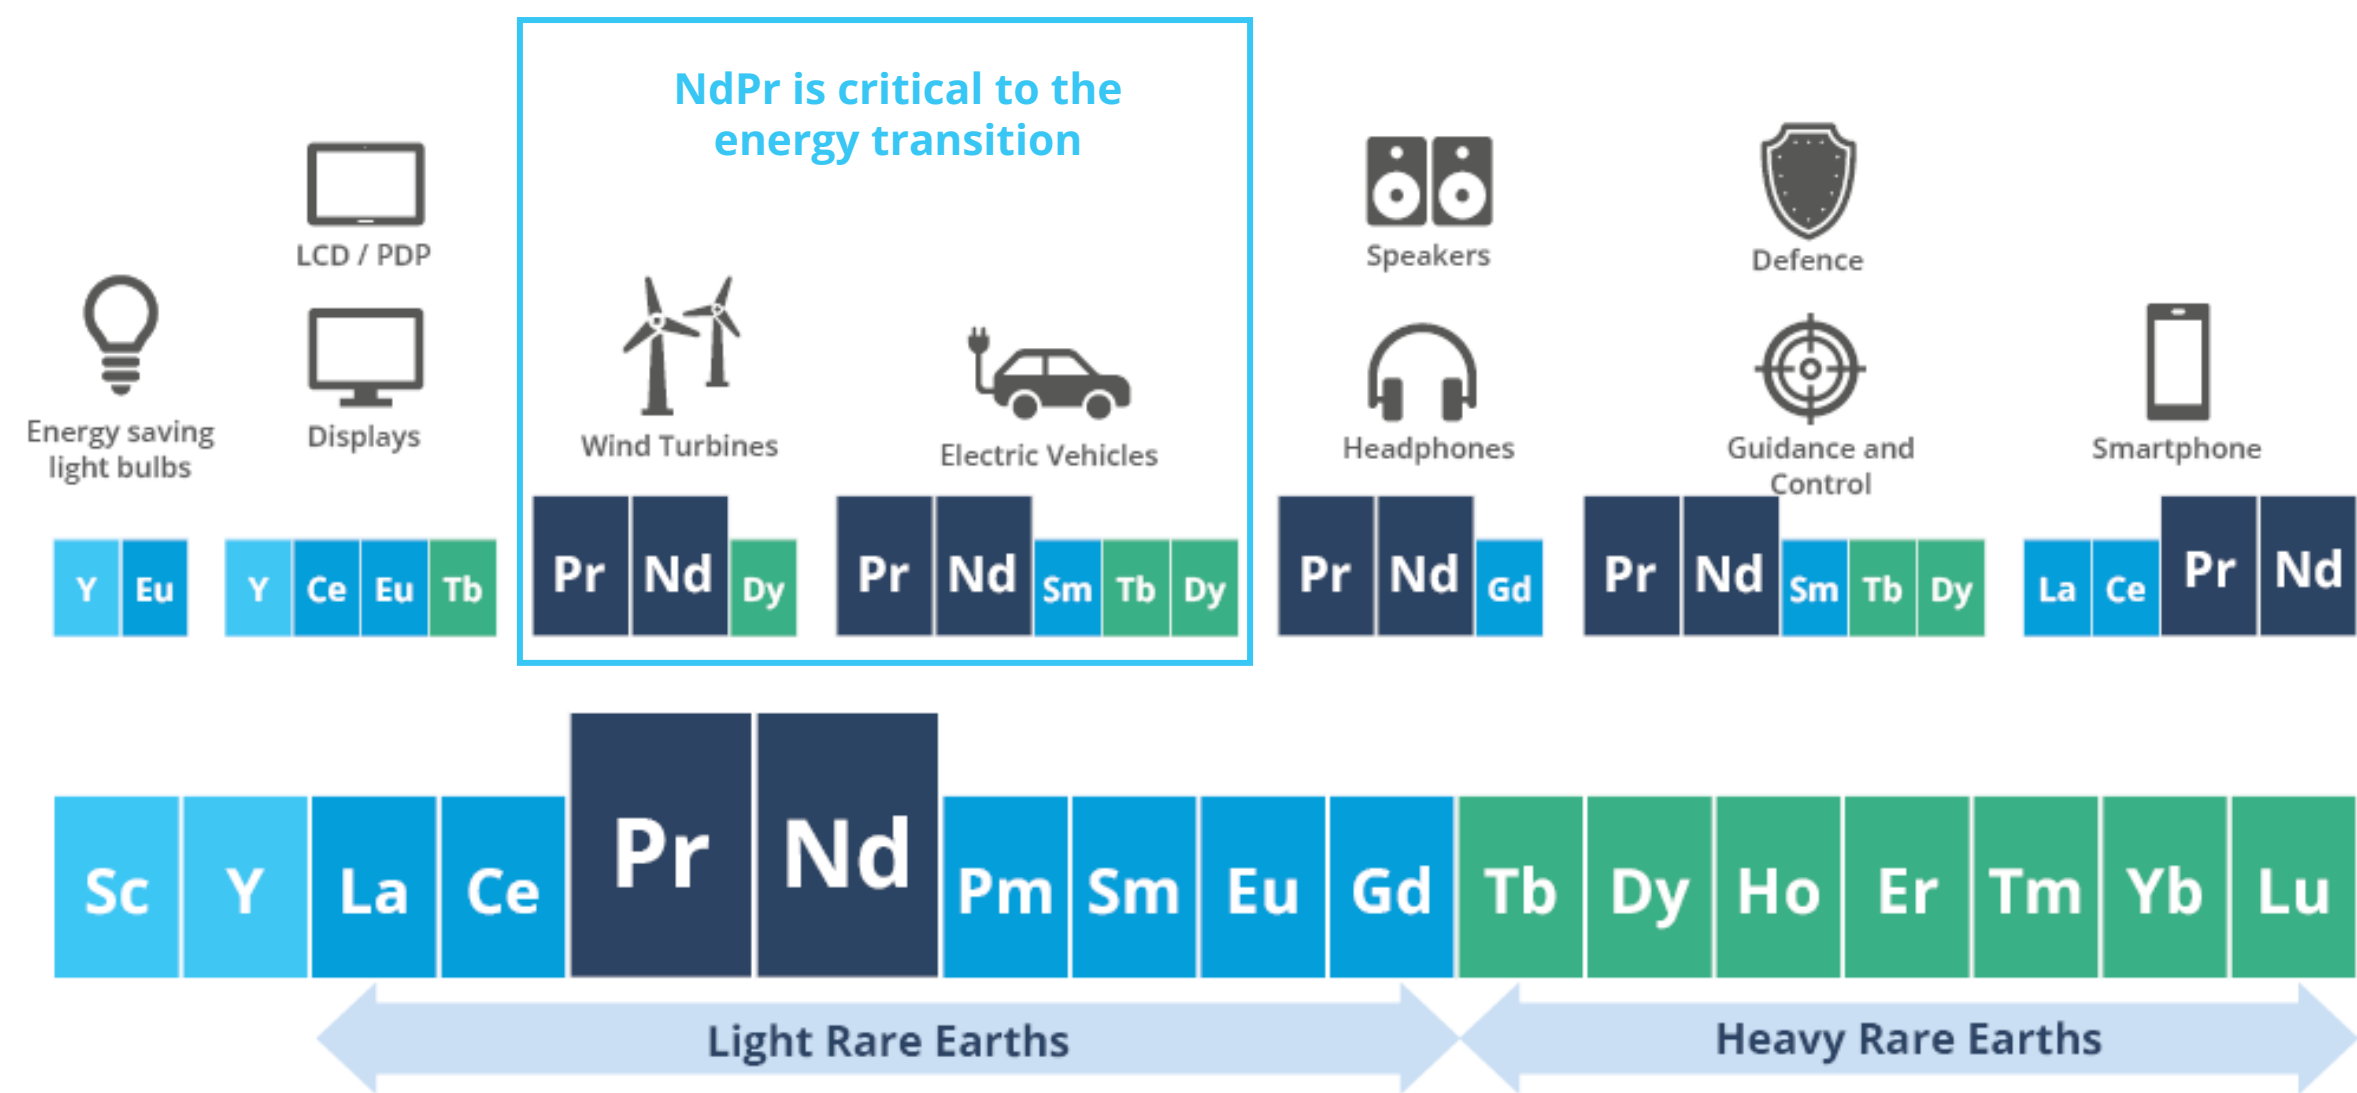 NdPr is critical to the
energy transition
LCD / PDP
Speakers
Defence
Energy saving
light bulbs
Displays
Wind Turbines
Electric Vehicles
Headphones
Guidance and
Control
Smartphone
Y Eu
Y Ce Eu Tb
Pr Nd Dy
Pr Nd Sm Tb Dy
Pr Nd Gd
Pr Nd Sm Tb Dy
La Ce Pr Nd
Sc Y La Ce Pr Nd Pm Sm Eu Gd Tb Dy Ho Er Tm Yb Lu
Light Rare Earths
Heavy Rare Earths